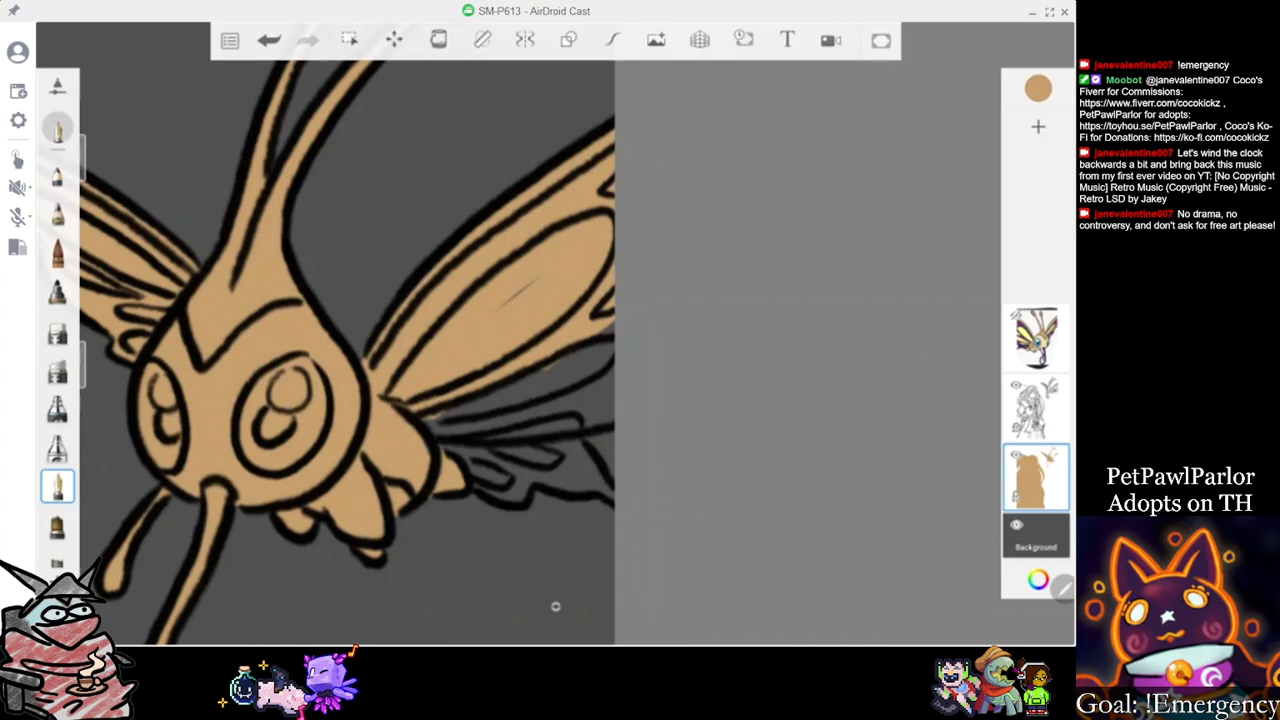 SM-P613 - AirDroid Cast
T
janevalentine007 !emergency
Moobot @janevalentine007 Coco's
Fiverr for Commissions:
https://www.fiverr.com/cocokickz ,
PetPawlParlor for adopts:
https://toyhou.se/PetPawlParlor , Coco's Ko-
Fi for Donations: https://ko-fi.com/cocokickz
janevalentine007 Let's wind the clock
backwards a bit and bring back this music
from my first ever video on YT: [No Copyright
Music] Retro Music (Copyright Free) Music -
Retro LSD by Jakey
janevalentine007 No drama, no
controversy, and don't ask for free art please!
Background
PetPawlParlor
Adopts on TH
Goal: !Emergency